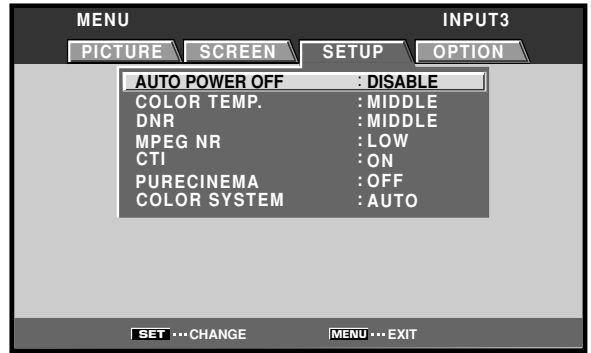 MENU INPUT3
PICTURE SCREEN SETUP OPTION
AUTO POWER OFF : DISABLE
COLOR TEMP. : MIDDLE
DNR : MIDDLE
MPEG NR : LOW
CTI : ON
PURECINEMA : OFF
COLOR SYSTEM : AUTO
SET ··· CHANGE MENU ··· EXIT